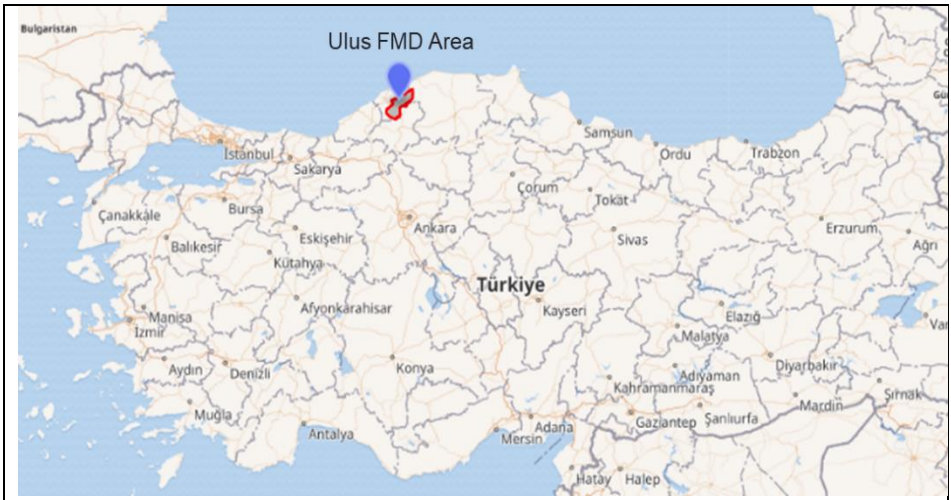 Bulgaristan
Ulus FMD Area
İstanbul
Sakarya
Samsun
Ordu
Trabzon
Çanakkale
Bursa
Çorum
Tokat
Balıkesir
Eskişehir
Ankara
Sivas
Erzurum
Ağrı
Kütahya
Türkiye
Manisa
İzmir
Afyonkarahisar
Kayseri
Elazığ
Malatya
Van
Aydın
Denizli
Konya
Adıyaman
Diyarbakır
Kahramanmaraş
Şırnak
Muğla
Antalya
Mersin
Adana
Gaziantep
Şanlıurfa
Mardin
Hatay
Halep